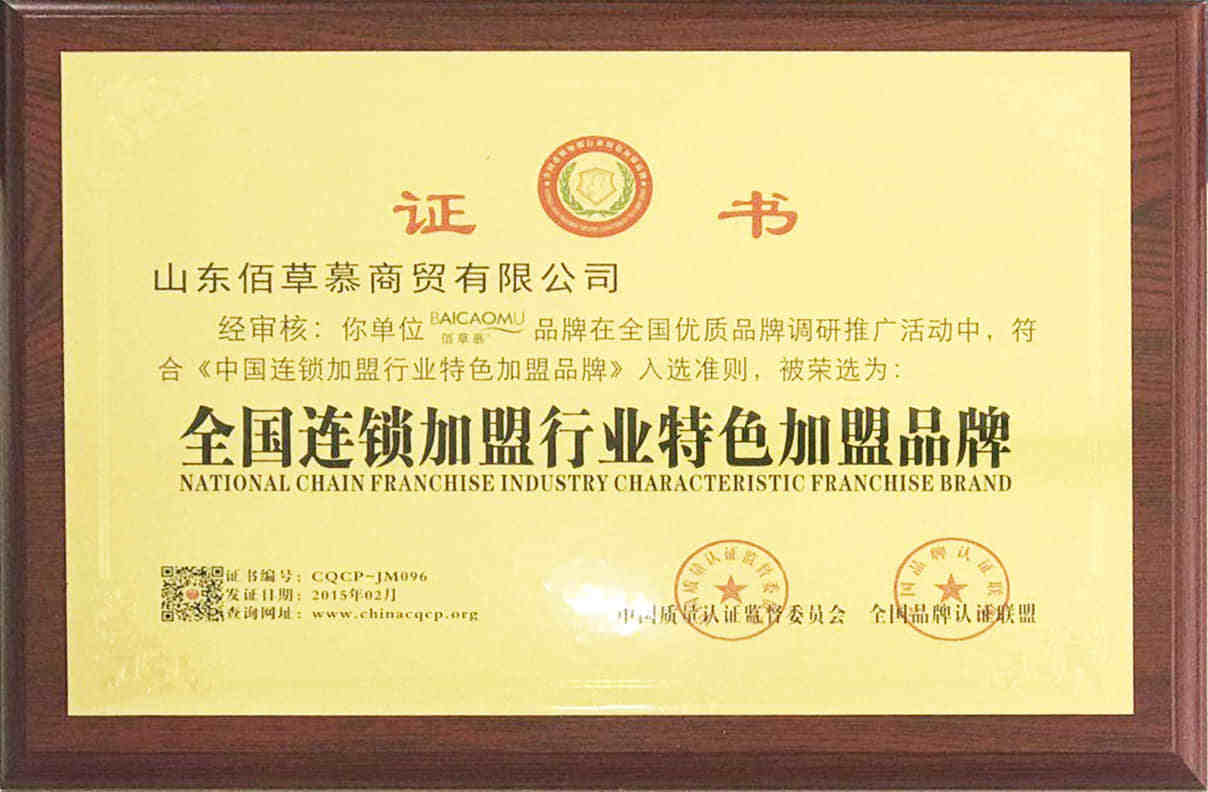 证 书
山东佰草慕商贸有限公司
经审核：你单位 BAICAOMU 佰草慕 品牌在全国优质品牌调研推广活动中，符
合《中国连锁加盟行业特色加盟品牌》入选准则，被荣选为：
全国连锁加盟行业特色加盟品牌
NATIONAL CHAIN FRANCHISE INDUSTRY CHARACTERISTIC FRANCHISE BRAND
证书编号：CQCP-JM096
发证日期：2015年02月
查询网址：www.chinacqcp.org
中国质量认证监督委员会 全国品牌认证联盟